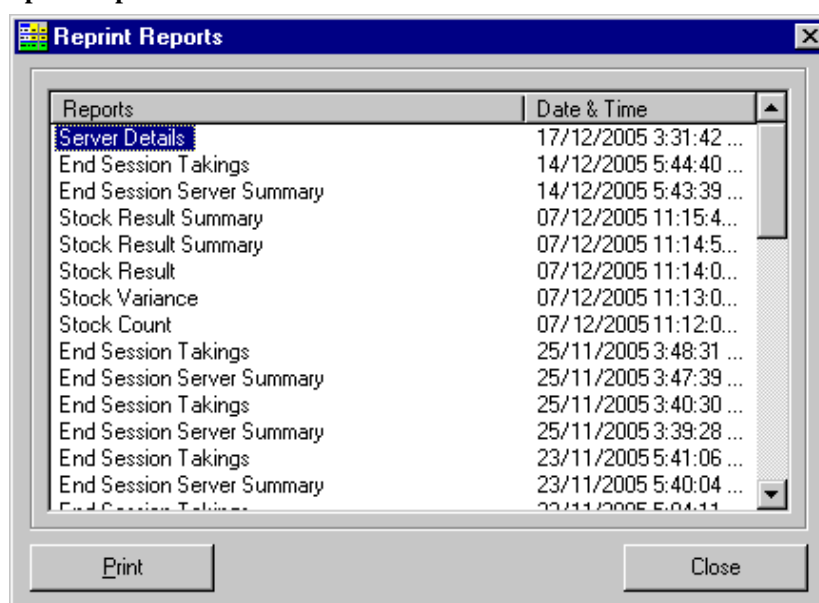 Reprint Reports
Reports Date & Time
Server Details 17/12/2005 3:31:42 ...
End Session Takings 14/12/2005 5:44:40 ...
End Session Server Summary 14/12/2005 5:43:39 ...
Stock Result Summary 07/12/2005 11:15:4...
Stock Result Summary 07/12/2005 11:14:5...
Stock Result 07/12/2005 11:14:0...
Stock Variance 07/12/2005 11:13:0...
Stock Count 07/12/2005 11:12:0...
End Session Takings 25/11/2005 3:48:31 ...
End Session Server Summary 25/11/2005 3:47:39 ...
End Session Takings 25/11/2005 3:40:30 ...
End Session Server Summary 25/11/2005 3:39:28 ...
End Session Takings 23/11/2005 5:41:06 ...
End Session Server Summary 23/11/2005 5:40:04 ...
End Session Takings
Print Close